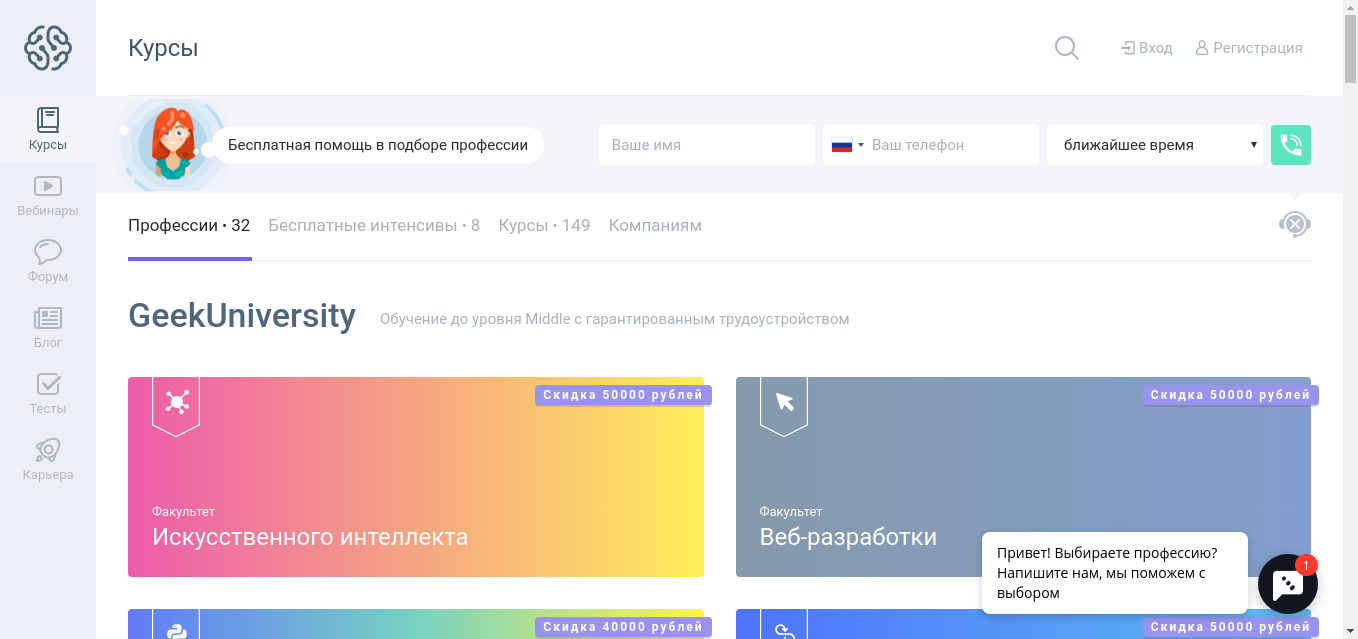 Курсы
Вход
Регистрация
Курсы
Вебинары
Форум
Блог
Тесты
Карьера
Бесплатная помощь в подборе профессии
Ваше имя
Ваш телефон
ближайшее время
Профессии • 32
Бесплатные интенсивы • 8
Курсы • 149
Компаниям
GeekUniversity
Обучение до уровня Middle с гарантированным трудоустройством
Скидка 50000 рублей
Факультет
Искусственного интеллекта
Скидка 50000 рублей
Факультет
Веб-разработки
Скидка 40000 рублей
Скидка 50000 рублей
Привет! Выбираете профессию?
Напишите нам, мы поможем с
выбором
1